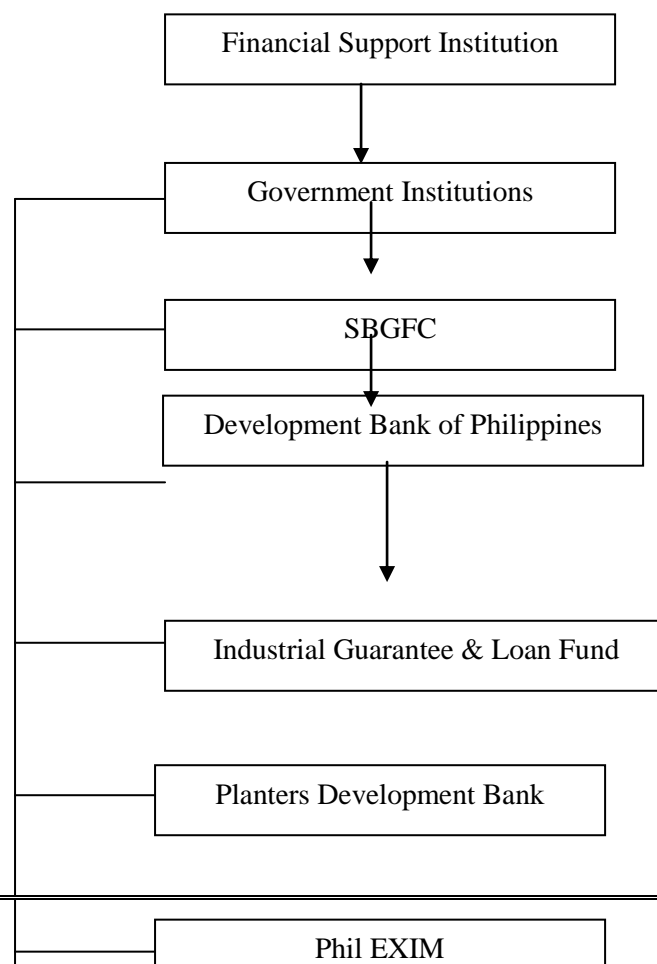 Financial Support Institution
Government Institutions
SBGFC
Development Bank of Philippines
Industrial Guarantee & Loan Fund
Planters Development Bank
Phil EXIM